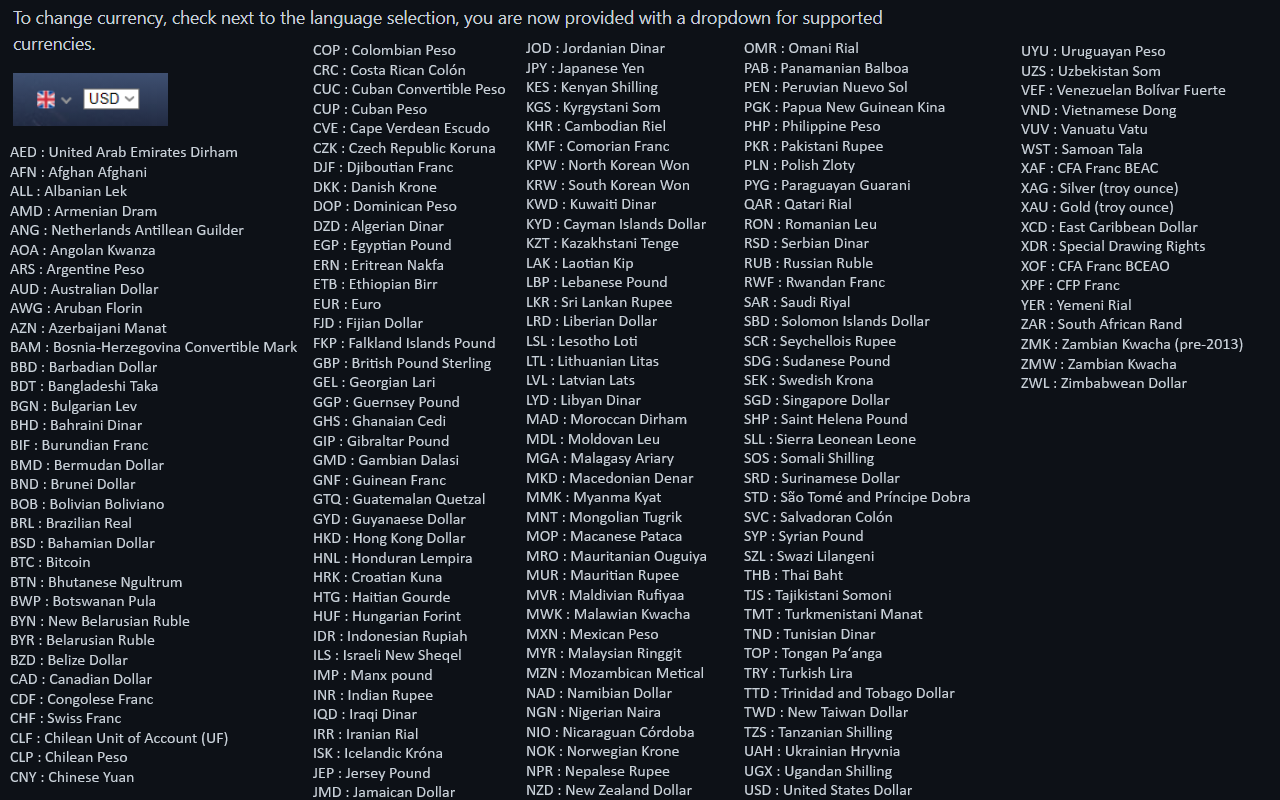 To change currency, check next to the language selection, you are now provided with a dropdown for supported
currencies.
USD
AED : United Arab Emirates Dirham
AFN : Afghan Afghani
ALL : Albanian Lek
AMD : Armenian Dram
ANG : Netherlands Antillean Guilder
AOA : Angolan Kwanza
ARS : Argentine Peso
AUD : Australian Dollar
AWG : Aruban Florin
AZN : Azerbaijani Manat
BAM : Bosnia-Herzegovina Convertible Mark
BBD : Barbadian Dollar
BDT : Bangladeshi Taka
BGN : Bulgarian Lev
BHD : Bahraini Dinar
BIF : Burundian Franc
BMD : Bermudan Dollar
BND : Brunei Dollar
BOB : Bolivian Boliviano
BRL : Brazilian Real
BSD : Bahamian Dollar
BTC : Bitcoin
BTN : Bhutanese Ngultrum
BWP : Botswanan Pula
BYN : New Belarusian Ruble
BYR : Belarusian Ruble
BZD : Belize Dollar
CAD : Canadian Dollar
CDF : Congolese Franc
CHF : Swiss Franc
CLF : Chilean Unit of Account (UF)
CLP : Chilean Peso
CNY : Chinese Yuan
COP : Colombian Peso
CRC : Costa Rican Colón
CUC : Cuban Convertible Peso
CUP : Cuban Peso
CVE : Cape Verdean Escudo
CZK : Czech Republic Koruna
DJF : Djiboutian Franc
DKK : Danish Krone
DOP : Dominican Peso
DZD : Algerian Dinar
EGP : Egyptian Pound
ERN : Eritrean Nakfa
ETB : Ethiopian Birr
EUR : Euro
FJD : Fijian Dollar
FKP : Falkland Islands Pound
GBP : British Pound Sterling
GEL : Georgian Lari
GGP : Guernsey Pound
GHS : Ghanaian Cedi
GIP : Gibraltar Pound
GMD : Gambian Dalasi
GNF : Guinean Franc
GTQ : Guatemalan Quetzal
GYD : Guyanaese Dollar
HKD : Hong Kong Dollar
HNL : Honduran Lempira
HRK : Croatian Kuna
HTG : Haitian Gourde
HUF : Hungarian Forint
IDR : Indonesian Rupiah
ILS : Israeli New Sheqel
IMP : Manx pound
INR : Indian Rupee
IQD : Iraqi Dinar
IRR : Iranian Rial
ISK : Icelandic Króna
JEP : Jersey Pound
JMD : Jamaican Dollar
JOD : Jordanian Dinar
JPY : Japanese Yen
KES : Kenyan Shilling
KGS : Kyrgystani Som
KHR : Cambodian Riel
KMF : Comorian Franc
KPW : North Korean Won
KRW : South Korean Won
KWD : Kuwaiti Dinar
KYD : Cayman Islands Dollar
KZT : Kazakhstani Tenge
LAK : Laotian Kip
LBP : Lebanese Pound
LKR : Sri Lankan Rupee
LRD : Liberian Dollar
LSL : Lesotho Loti
LTL : Lithuanian Litas
LVL : Latvian Lats
LYD : Libyan Dinar
MAD : Moroccan Dirham
MDL : Moldovan Leu
MGA : Malagasy Ariary
MKD : Macedonian Denar
MMK : Myanma Kyat
MNT : Mongolian Tugrik
MOP : Macanese Pataca
MRO : Mauritanian Ouguiya
MUR : Mauritian Rupee
MVR : Maldivian Rufiyaa
MWK : Malawian Kwacha
MXN : Mexican Peso
MYR : Malaysian Ringgit
MZN : Mozambican Metical
NAD : Namibian Dollar
NGN : Nigerian Naira
NIO : Nicaraguan Córdoba
NOK : Norwegian Krone
NPR : Nepalese Rupee
NZD : New Zealand Dollar
OMR : Omani Rial
PAB : Panamanian Balboa
PEN : Peruvian Nuevo Sol
PGK : Papua New Guinean Kina
PHP : Philippine Peso
PKR : Pakistani Rupee
PLN : Polish Zloty
PYG : Paraguayan Guarani
QAR : Qatari Rial
RON : Romanian Leu
RSD : Serbian Dinar
RUB : Russian Ruble
RWF : Rwandan Franc
SAR : Saudi Riyal
SBD : Solomon Islands Dollar
SCR : Seychellois Rupee
SDG : Sudanese Pound
SEK : Swedish Krona
SGD : Singapore Dollar
SHP : Saint Helena Pound
SLL : Sierra Leonean Leone
SOS : Somali Shilling
SRD : Surinamese Dollar
STD : São Tomé and Príncipe Dobra
SVC : Salvadoran Colón
SYP : Syrian Pound
SZL : Swazi Lilangeni
THB : Thai Baht
TJS : Tajikistani Somoni
TMT : Turkmenistani Manat
TND : Tunisian Dinar
TOP : Tongan Paʻanga
TRY : Turkish Lira
TTD : Trinidad and Tobago Dollar
TWD : New Taiwan Dollar
TZS : Tanzanian Shilling
UAH : Ukrainian Hryvnia
UGX : Ugandan Shilling
USD : United States Dollar
UYU : Uruguayan Peso
UZS : Uzbekistan Som
VEF : Venezuelan Bolívar Fuerte
VND : Vietnamese Dong
VUV : Vanuatu Vatu
WST : Samoan Tala
XAF : CFA Franc BEAC
XAG : Silver (troy ounce)
XAU : Gold (troy ounce)
XCD : East Caribbean Dollar
XDR : Special Drawing Rights
XOF : CFA Franc BCEAO
XPF : CFP Franc
YER : Yemeni Rial
ZAR : South African Rand
ZMK : Zambian Kwacha (pre-2013)
ZMW : Zambian Kwacha
ZWL : Zimbabwean Dollar